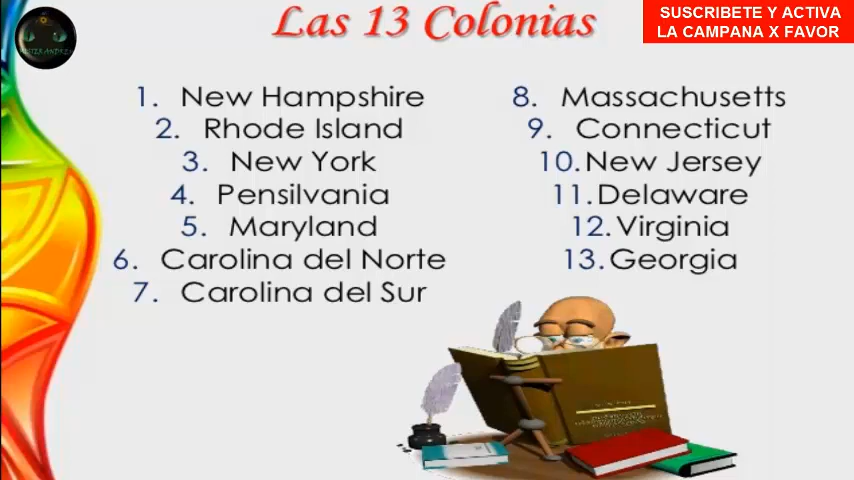 Las 13 Colonias
SUSCRIBETE Y ACTIVA
LA CAMPANA X FAVOR
1. New Hampshire
2. Rhode Island
3. New York
4. Pensilvania
5. Maryland
6. Carolina del Norte
7. Carolina del Sur
8. Massachusetts
9. Connecticut
10. New Jersey
11. Delaware
12. Virginia
13. Georgia